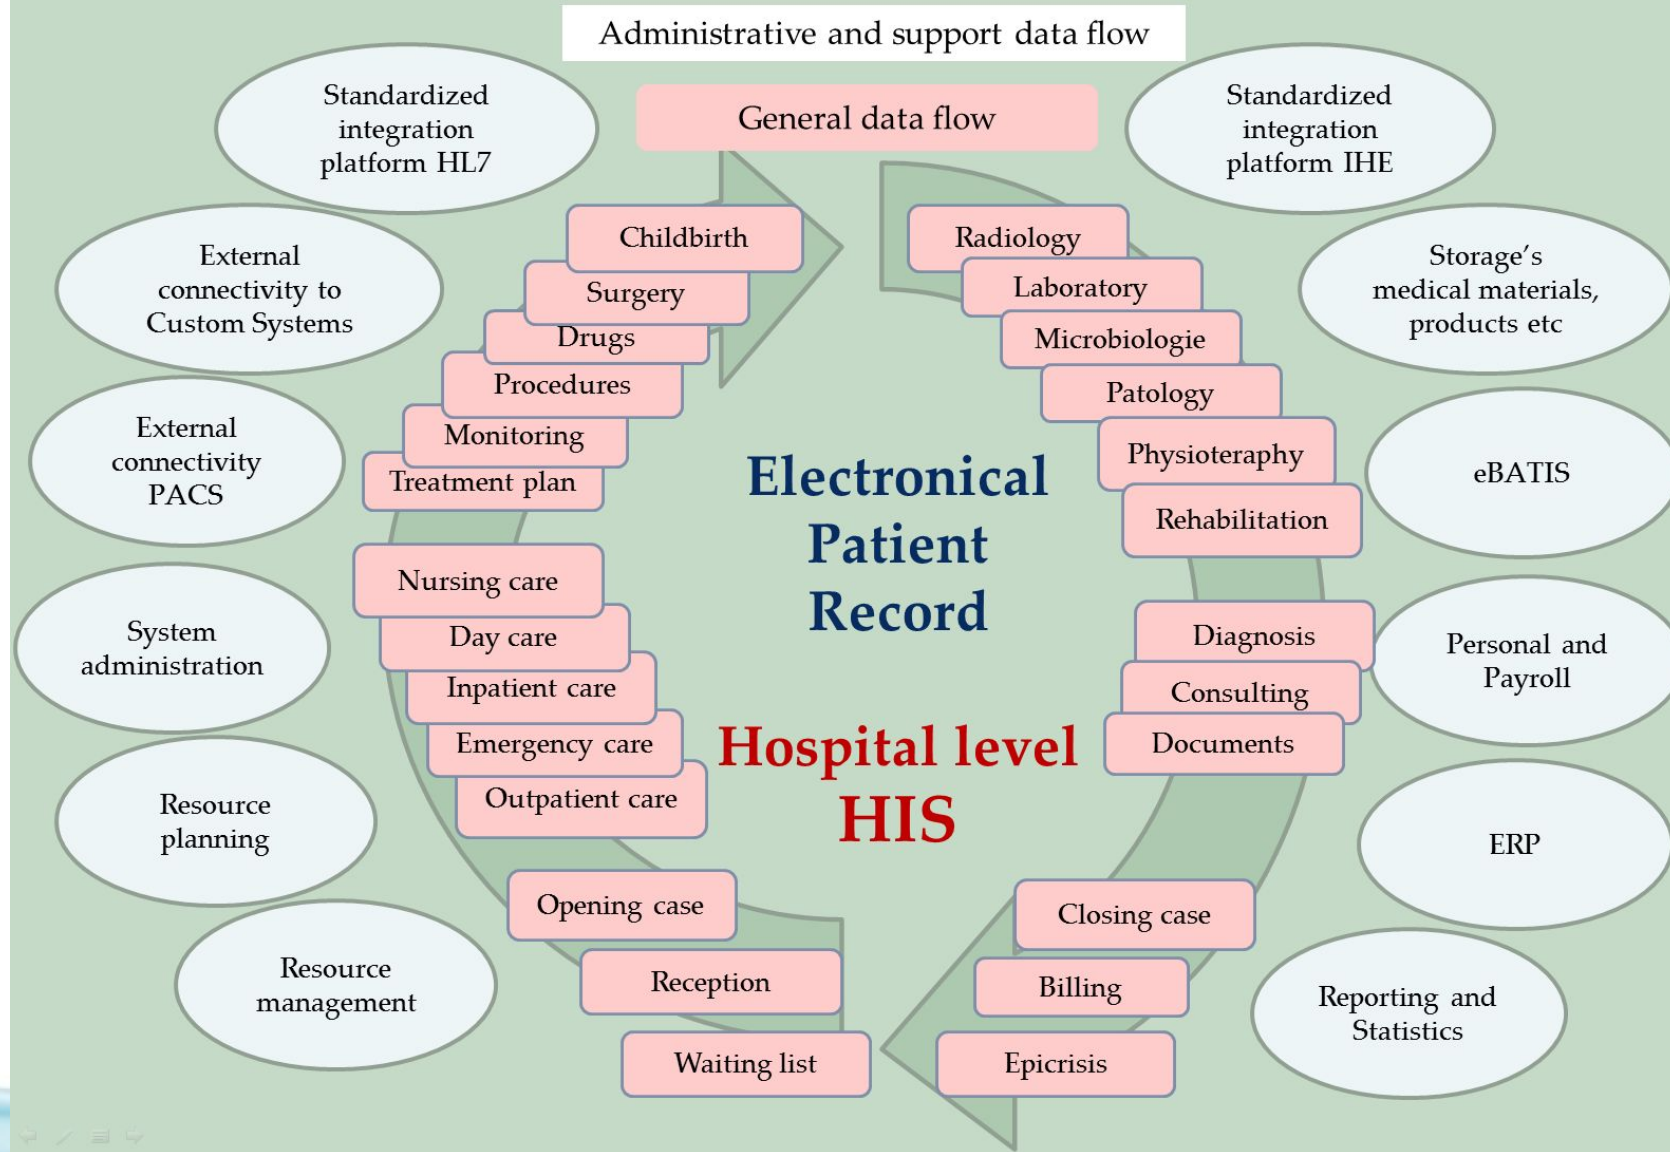 Administrative and support data flow
General data flow
Standardized
integration
platform HL7
External
connectivity to
Custom Systems
External
connectivity
PACS
System
administration
Resource
planning
Resource
management
Childbirth
Surgery
Drugs
Procedures
Monitoring
Treatment plan
Nursing care
Day care
Inpatient care
Emergency care
Outpatient care
Opening case
Reception
Waiting list
Electronical
Patient
Record
Hospital level
HIS
Radiology
Laboratory
Microbiologie
Patology
Physioteraphy
Rehabilitation
Diagnosis
Consulting
Documents
Closing case
Billing
Epicrisis
Standardized
integration
platform IHE
Storage's
medical materials,
products etc
eBATIS
Personal and
Payroll
ERP
Reporting and
Statistics